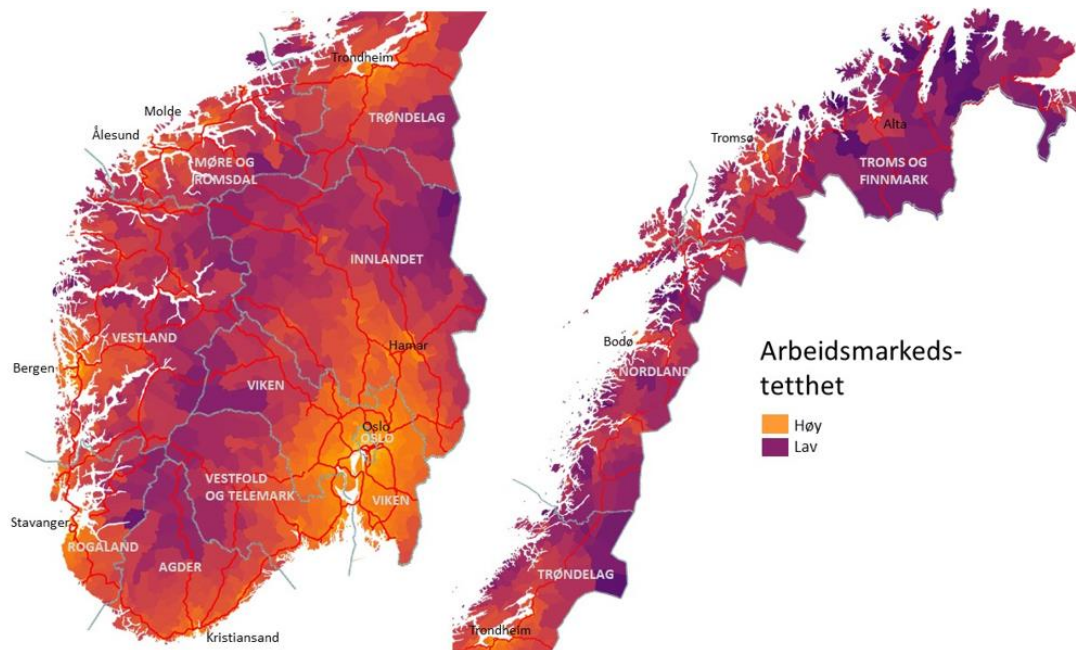 Trondheim
Molde
TRØNDELAG
Ålesund
MØRE OG
ROMSDAL
INNLANDET
VESTLAND
Hamar
Bergen
VIKEN
Oslo
OSLO
VESTFOLD
OG TELEMARK
VIKEN
Stavanger
ROGALAND
AGDER
Kristiansand
Alta
Tromsø
TROMS OG
FINNMARK
Bodø
NORDLAND
TRØNDELAG
Trondheim
Arbeidsmarkeds-
tetthet
Høy
Lav